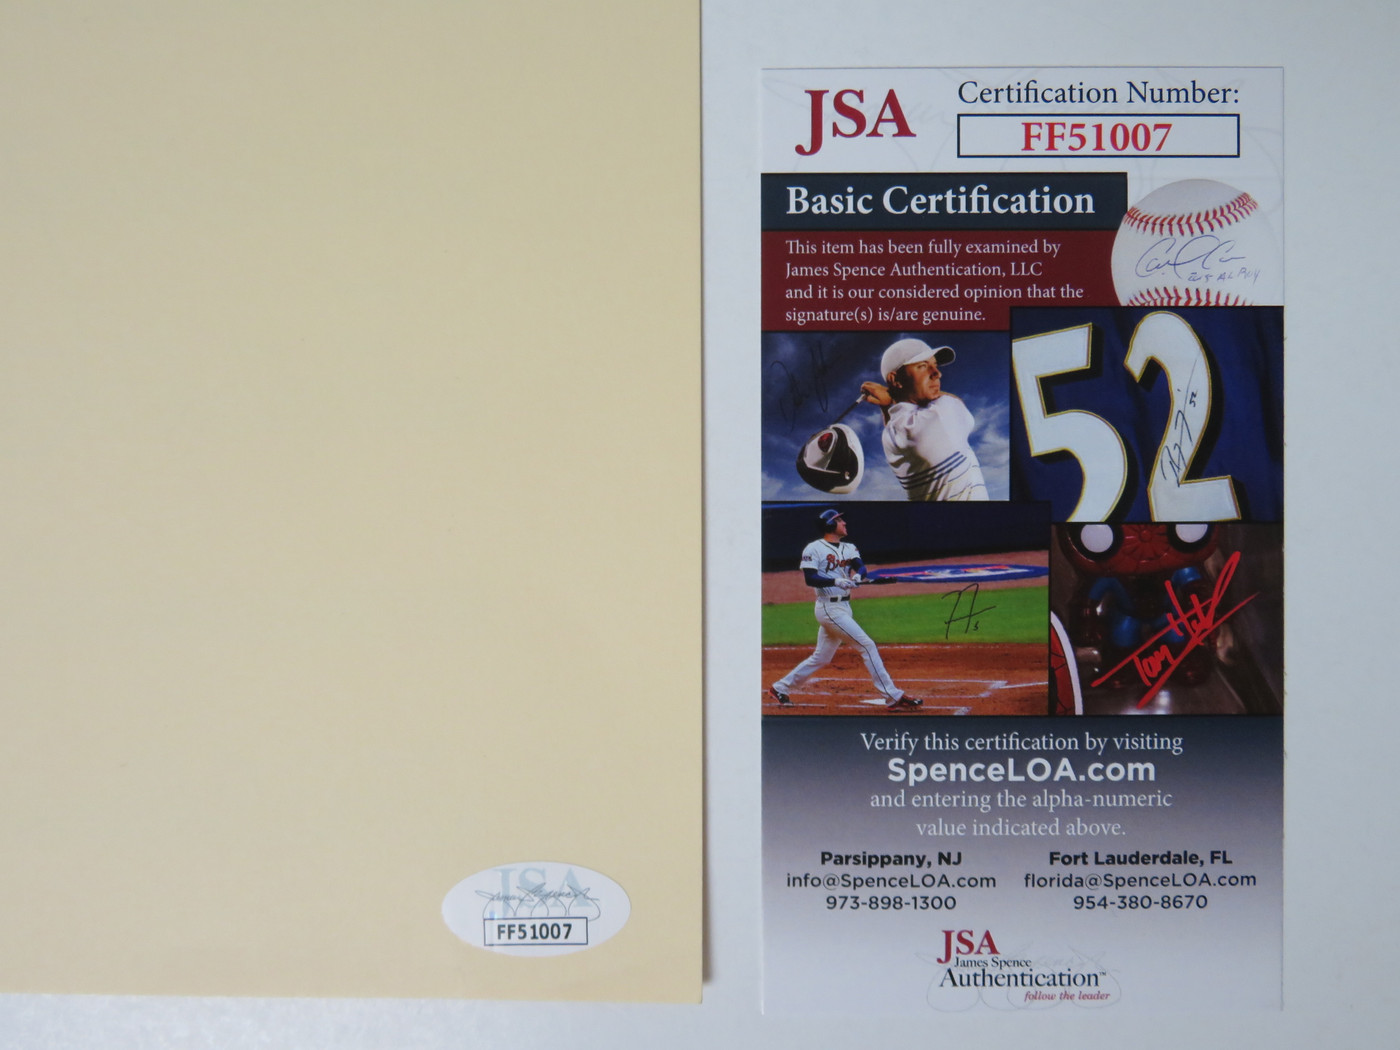 JSA
Certification Number:
FF51007
Basic Certification
This item has been fully examined by
James Spence Authentication, LLC
and it is our considered opinion that the
signature(s) is/are genuine.
52
52
Verify this certification by visiting
SpenceLOA.com
and entering the alpha-numeric
value indicated above.
Parsippany, NJ
info@SpenceLOA.com
973-898-1300
Fort Lauderdale, FL
florida@SpenceLOA.com
954-380-8670
JSA
James Spence
Authentication™
follow the leader
JSA
FF51007